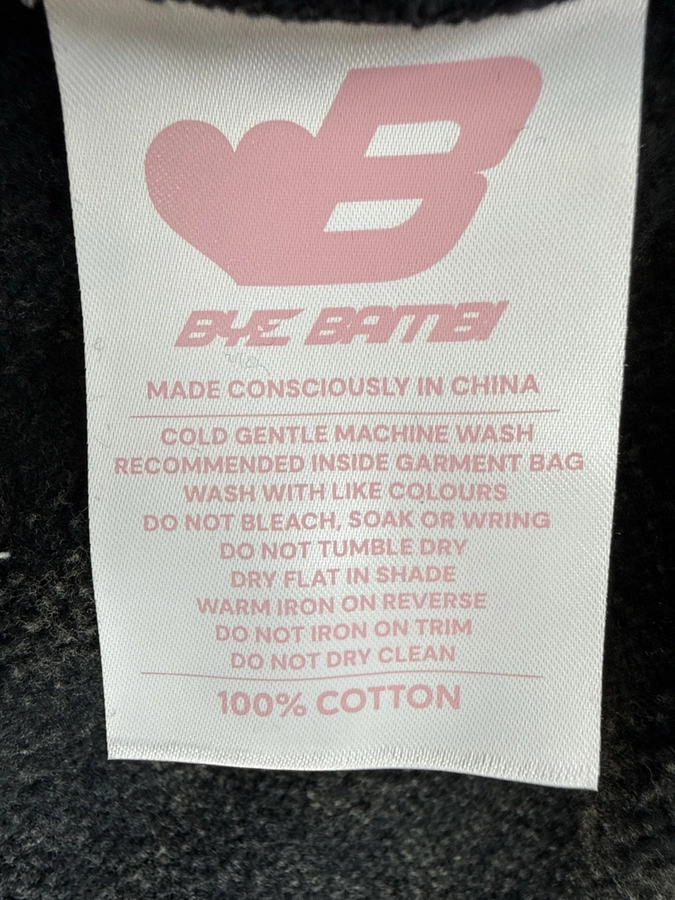 B
BYE BAMBI
MADE CONSCIOUSLY IN CHINA
COLD GENTLE MACHINE WASH
RECOMMENDED INSIDE GARMENT BAG
WASH WITH LIKE COLOURS
DO NOT BLEACH, SOAK OR WRING
DO NOT TUMBLE DRY
DRY FLAT IN SHADE
WARM IRON ON REVERSE
DO NOT IRON ON TRIM
DO NOT DRY CLEAN
100% COTTON